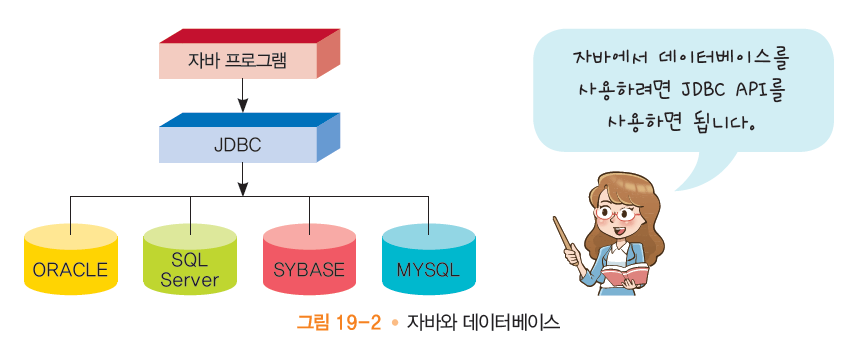 자바 프로그램
JDBC
ORACLE
SQL
Server
SYBASE
MYSQL
자바에서 데이터베이스를
사용하려면 JDBC API를
사용하면 됩니다.
그림 19-2 • 자바와 데이터베이스